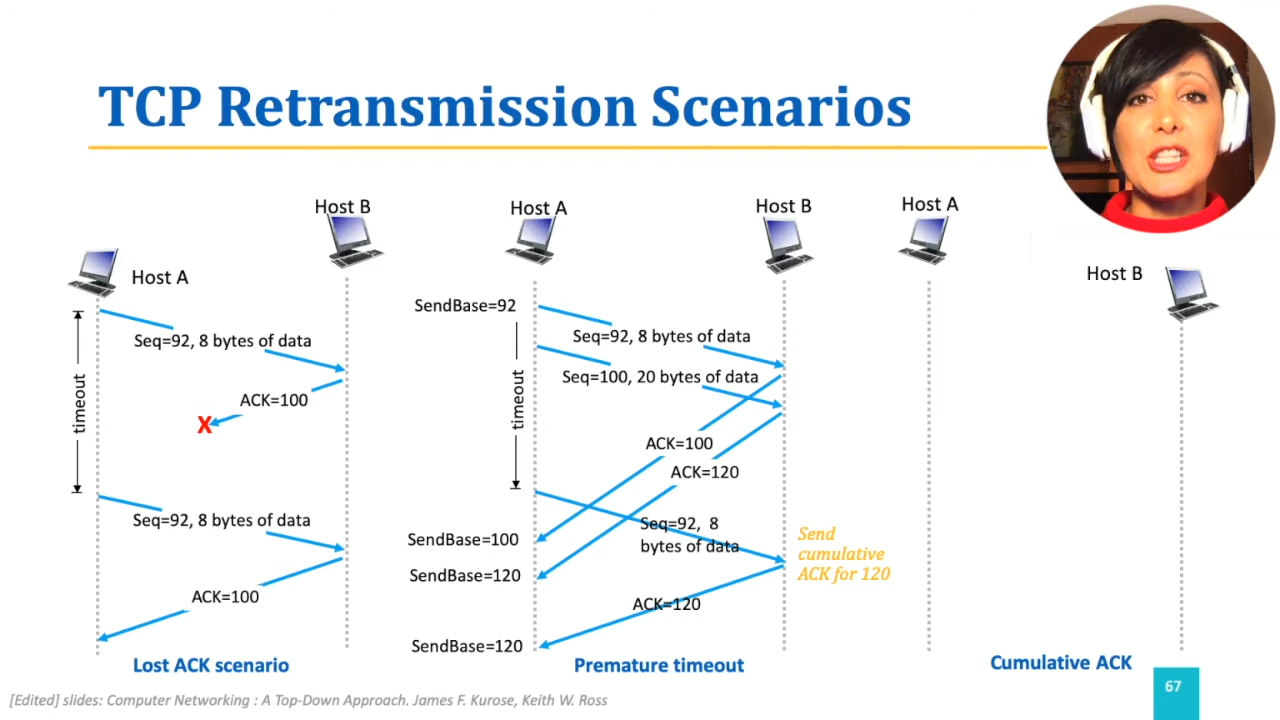 TCP Retransmission Scenarios
Host B
Host A
timeout
Seq=92, 8 bytes of data
ACK=100
X
Seq=92, 8 bytes of data
ACK=100
Lost ACK scenario
Host A
Host B
SendBase=92
timeout
Seq=92, 8 bytes of data
Seq=100, 20 bytes of data
ACK=100
ACK=120
Seq=92, 8
bytes of data
SendBase=100
SendBase=120
Send
cumulative
ACK for 120
ACK=120
SendBase=120
Premature timeout
Host A
Host B
Cumulative ACK
67
[Edited] slides: Computer Networking : A Top-Down Approach. James F. Kurose, Keith W. Ross